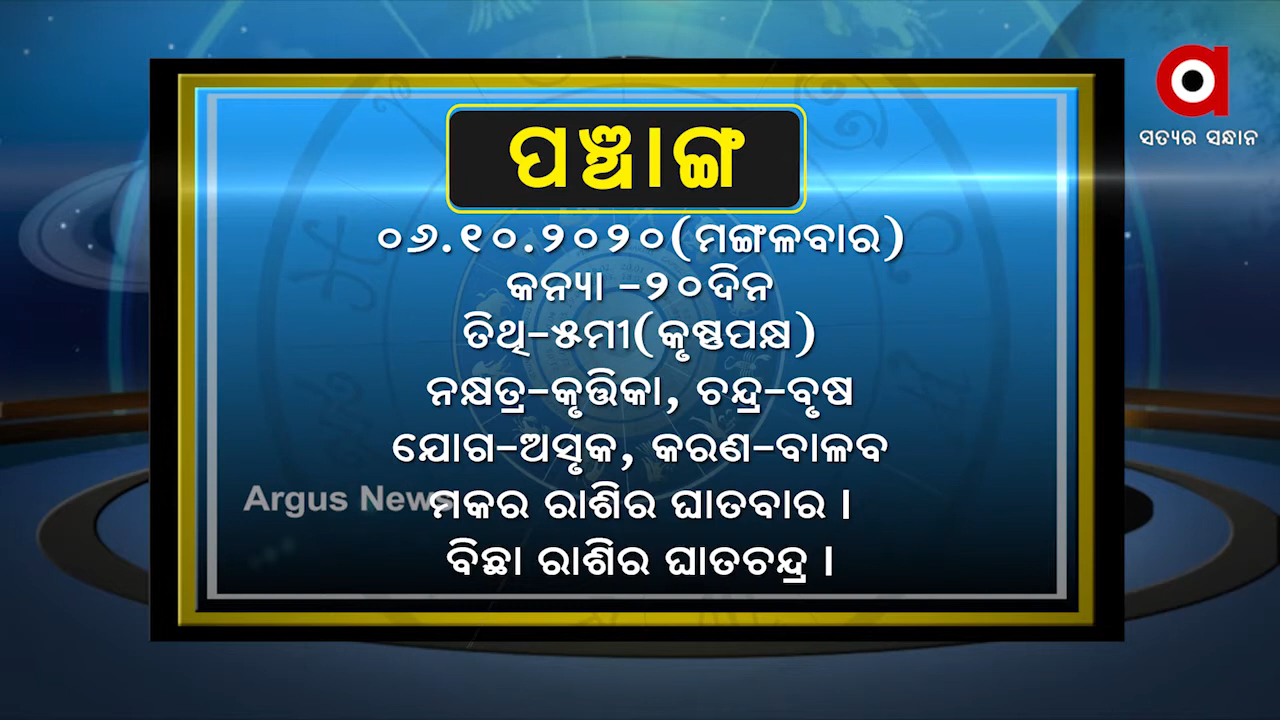 ପଞ୍ଚାଙ୍ଗ
ସତ୍ୟର ସନ୍ଧାନ
୦୬.୧୦.୨୦୨୦(ମଙ୍ଗଳବାର)
କନ୍ୟା -୨୦ଦିନ
ତିଥି-୫ମୀ(କୃଷ୍ଣପକ୍ଷ)
ନକ୍ଷତ୍ର-କୃତ୍ତିକା, ଚନ୍ଦ୍ର-ବୃଷ
ଯୋଗ-ଅସୃକ, କରଣ-ବାଳବ
Argus News
ମକର ରାଶିର ଘାତବାର ।
ବିଛା ରାଶିର ଘାତଚନ୍ଦ୍ର ।